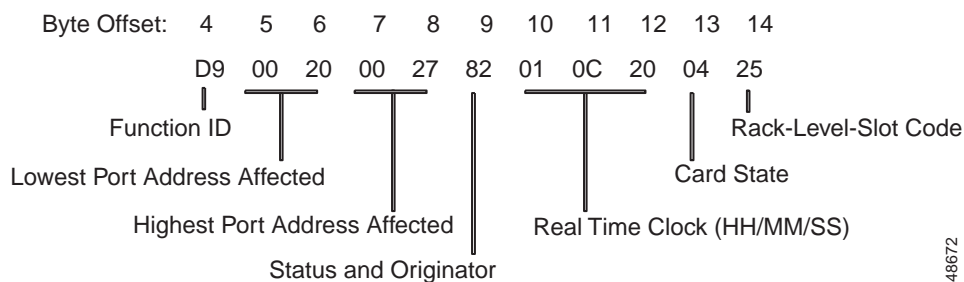 Byte Offset: 4 5 6 7 8 9 10 11 12 13 14
D9 00 20 00 27 82 01 0C 20 04 25
Function ID
Rack-Level-Slot Code
Lowest Port Address Affected
Card State
Highest Port Address Affected
Real Time Clock (HH/MM/SS)
Status and Originator
48672